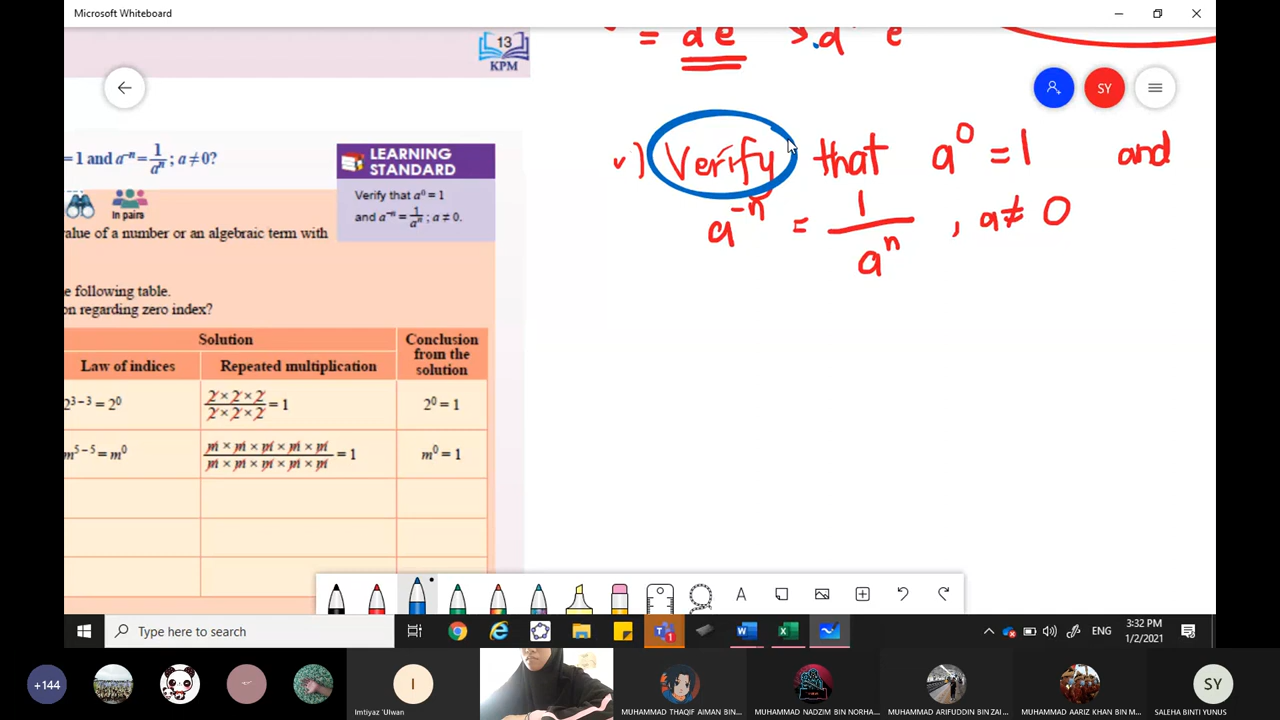 Microsoft Whiteboard
13
KPM
SY
= 1 and a⁻ⁿ = 1/aⁿ ; a ≠ 0?
LEARNING
STANDARD
Verify that a⁰ = 1
and a⁻ⁿ = 1/aⁿ ; a ≠ 0.
In pairs
value of a number or an algebraic term with
e following table.
on regarding zero index?
Solution
Conclusion from the solution
Law of indices
Repeated multiplication
2³⁻³ = 2⁰
2 × 2 × 2 / 2 × 2 × 2 = 1
2⁰ = 1
m⁵⁻⁵ = m⁰
m × m × m × m × m / m × m × m × m × m = 1
m⁰ = 1
v) Verify that a⁰ = 1 and
a⁻ⁿ = 1/aⁿ , a ≠ 0
A
Type here to search
1
ENG
3:32 PM
1/2/2021
+144
I
Imtiyaz 'Ulwan
MUHAMMAD THAQIF AIMAN BIN...
MUHAMMAD NADZIM BIN NORHA...
MUHAMMAD ARIFUDDIN BIN ZAI...
MUHAMMAD AARIZ KHAN BIN M...
SY
SALEHA BINTI YUNUS